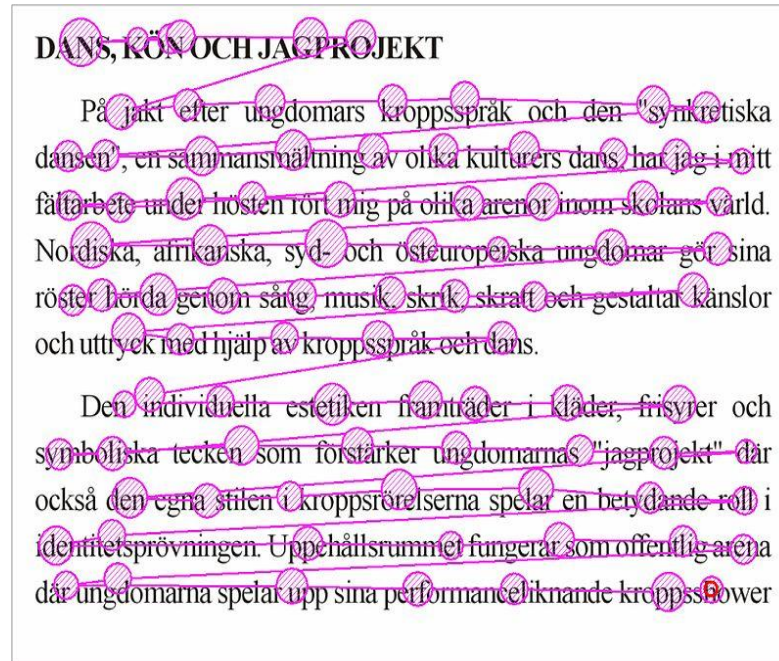 DANS, KÖN OCH JAGPROJEKT
På jakt efter ungdomars kroppsspråk och den "synkretiska
dansen", en sammansmältning av olika kulturers dans, har jag i mitt
fältarbete under hösten rört mig på olika arenor inom skolans värld.
Nordiska, afrikanska, syd- och östeuropeiska ungdomar gör sina
röster hörda genom sång, musik, skrik, skratt och gestaltar känslor
och uttryck med hjälp av kroppsspråk och dans.
Den individuella estetiken framträder i kläder, frisyrer och
symboliska tecken som förstärker ungdomarnas "jagprojekt" där
också den egna stilen i kroppsrörelserna spelar en betydande roll i
identitetsprövningen. Uppehållsrummet fungerar som offentlig arena
där ungdomarna spelar upp sina performanceliknande kroppsshower